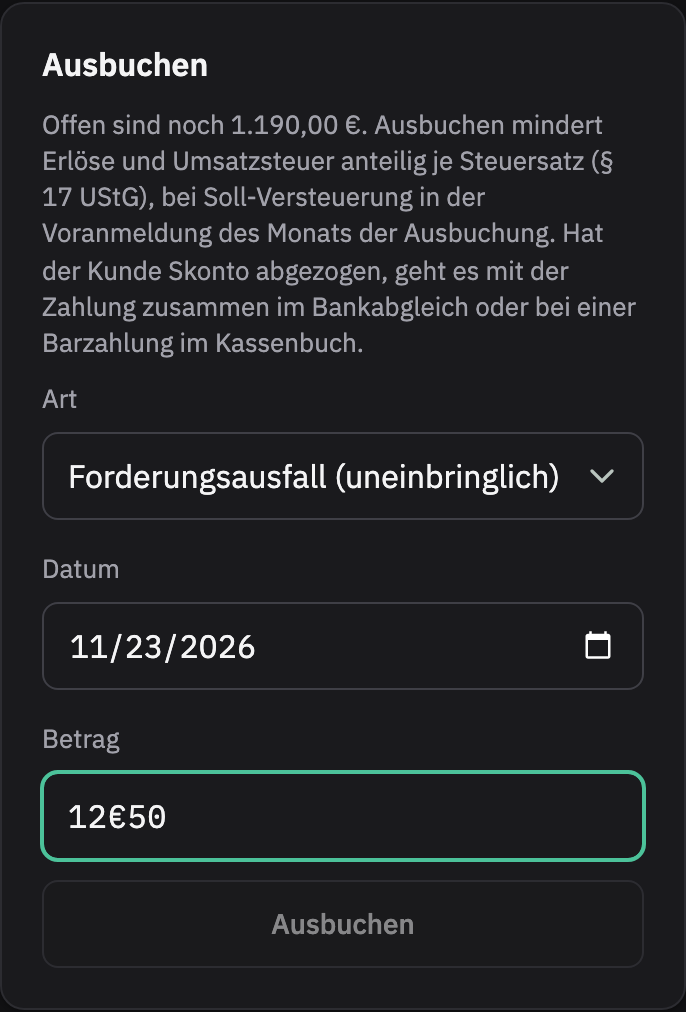 Ausbuchen
Offen sind noch 1.190,00 €. Ausbuchen mindert
Erlöse und Umsatzsteuer anteilig je Steuersatz (§
17 UStG), bei Soll-Versteuerung in der
Voranmeldung des Monats der Ausbuchung. Hat
der Kunde Skonto abgezogen, geht es mit der
Zahlung zusammen im Bankabgleich oder bei einer
Barzahlung im Kassenbuch.
Art
Forderungsausfall (uneinbringlich)
Datum
11/23/2026
Betrag
12€50
Ausbuchen